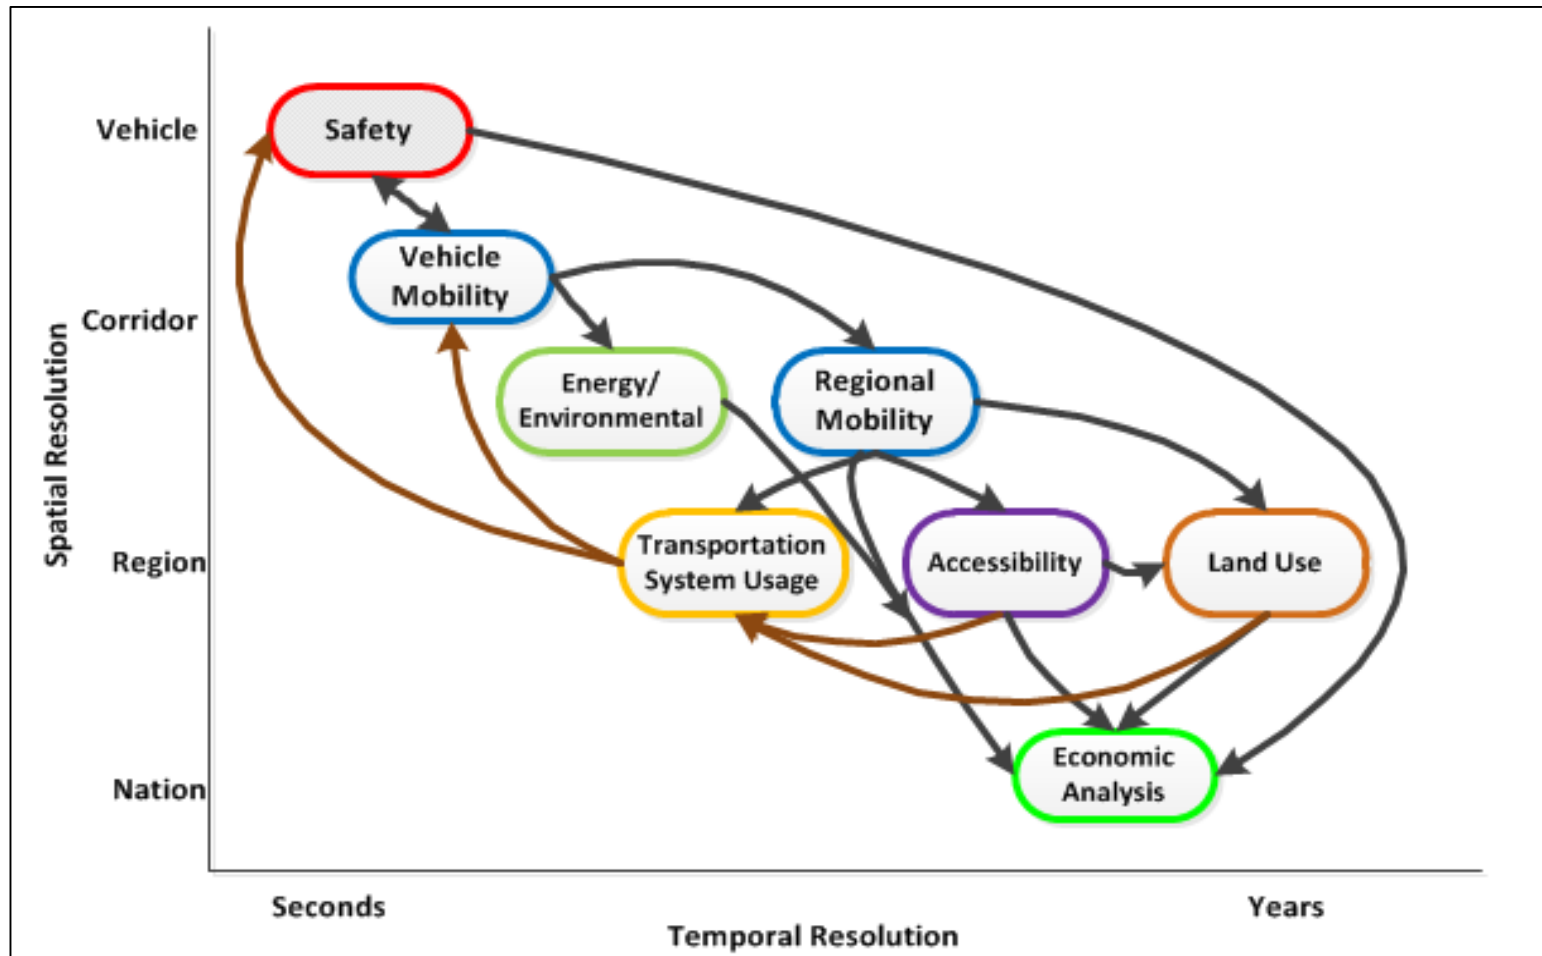 Vehicle
Safety
Vehicle
Mobility
Corridor
Energy/
Environmental
Regional
Mobility
Spatial Resolution
Region
Transportation
System Usage
Accessibility
Land Use
Nation
Economic
Analysis
Seconds
Years
Temporal Resolution